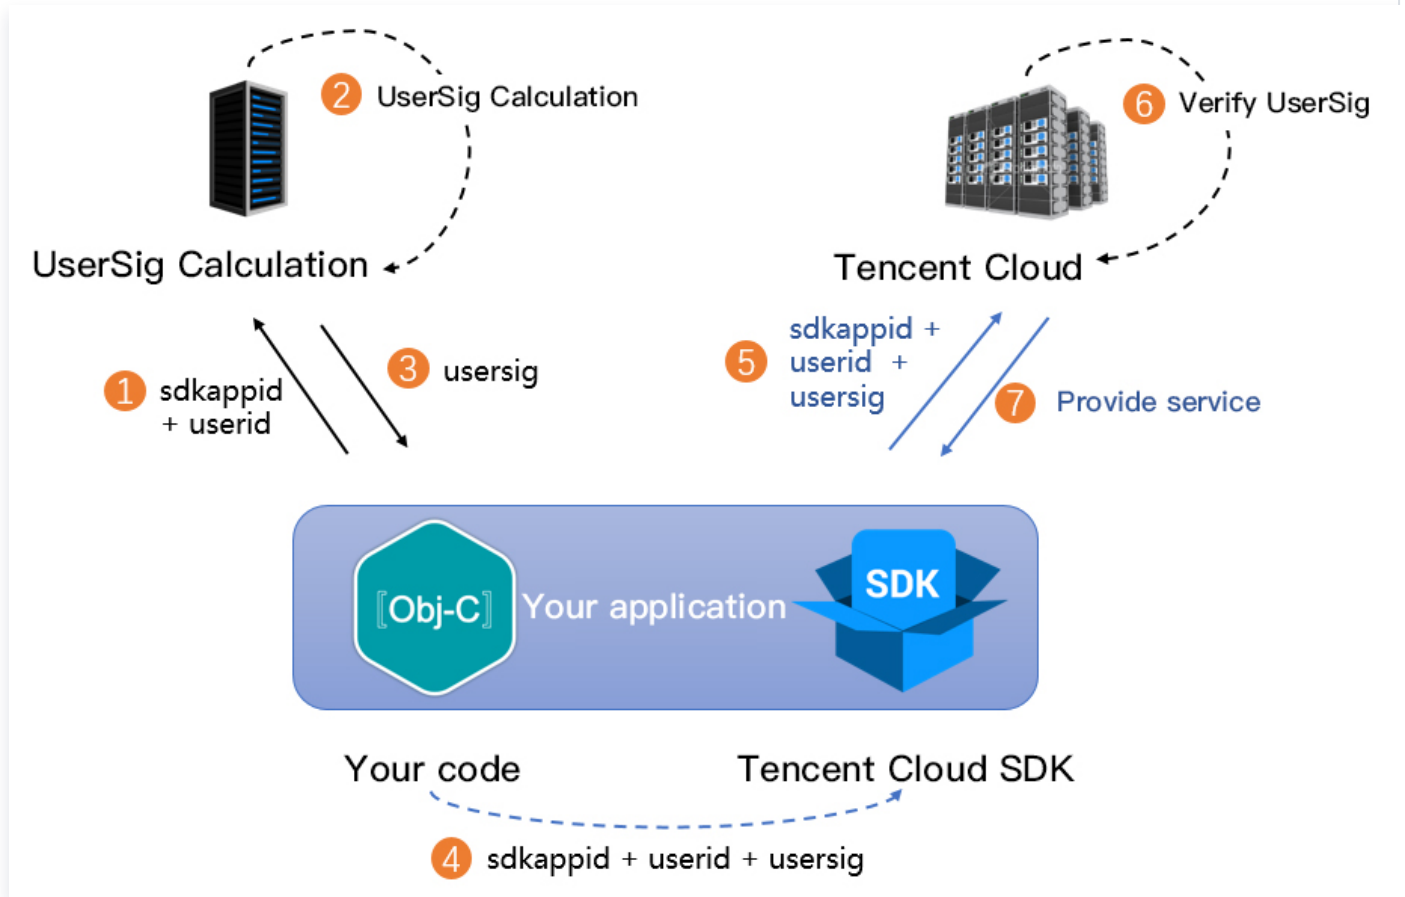 2 UserSig Calculation
6 Verify UserSig
UserSig Calculation
Tencent Cloud
1 sdkappid
+ userid
3 usersig
5 sdkappid +
userid +
usersig
7 Provide service
[Obj-C]
Your application
SDK
Your code
Tencent Cloud SDK
4 sdkappid + userid + usersig